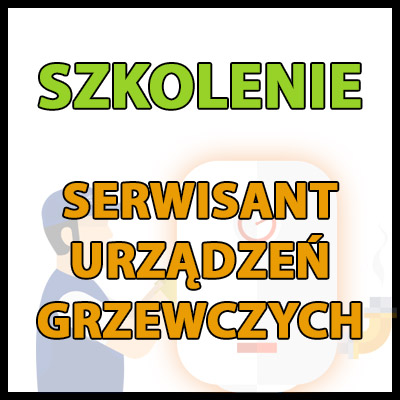 SZKOLENIE
SERWISANT
URZĄDZEŃ
GRZEWCZYCH